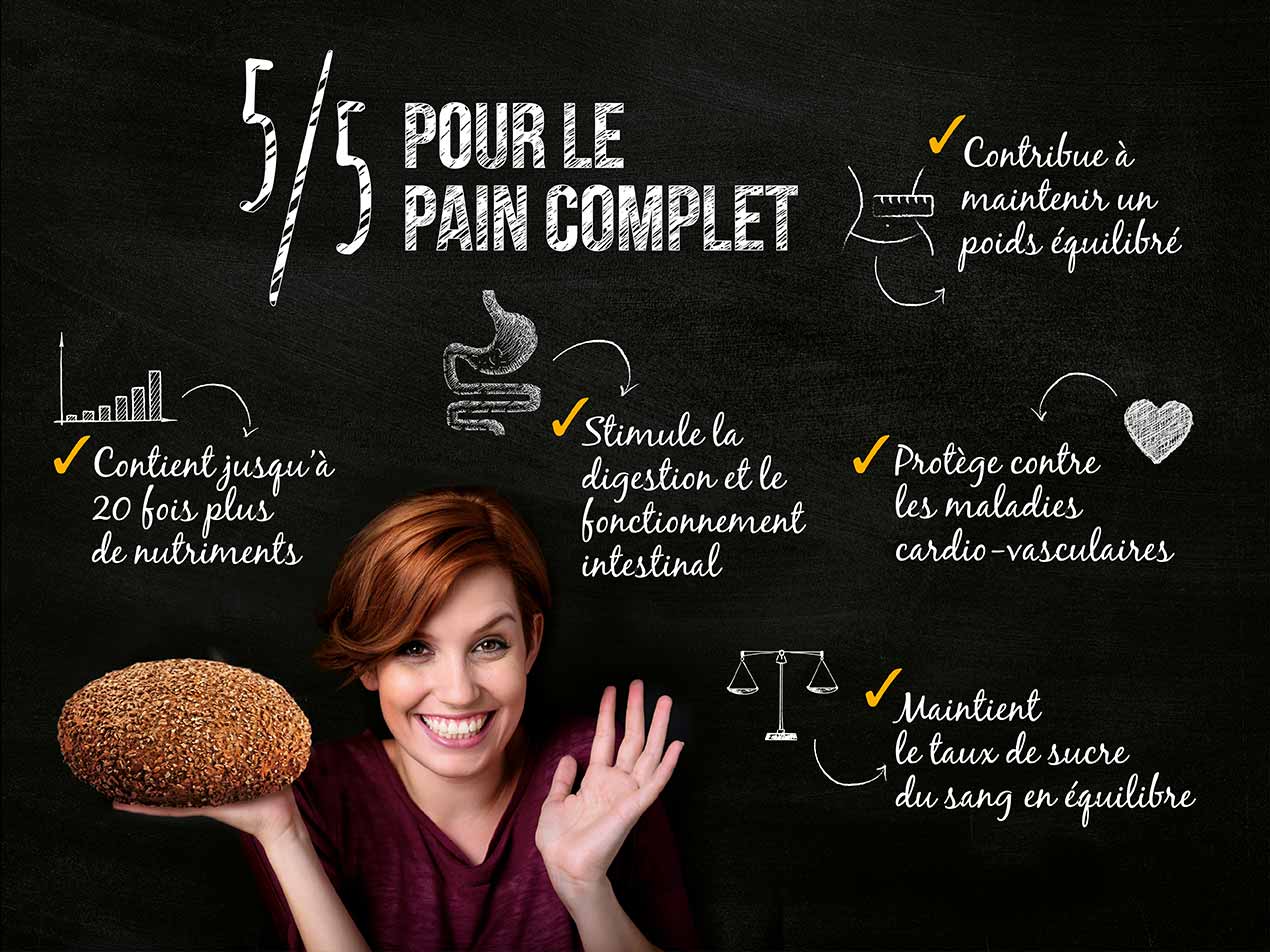 5/5
POUR LE
PAIN COMPLET
Contribue à
maintenir un
poids équilibré
Contient jusqu'à
20 fois plus
de nutriments
Stimule la
digestion et le
fonctionnement
intestinal
Protège contre
les maladies
cardio-vasculaires
Maintient
le taux de sucre
du sang en équilibre